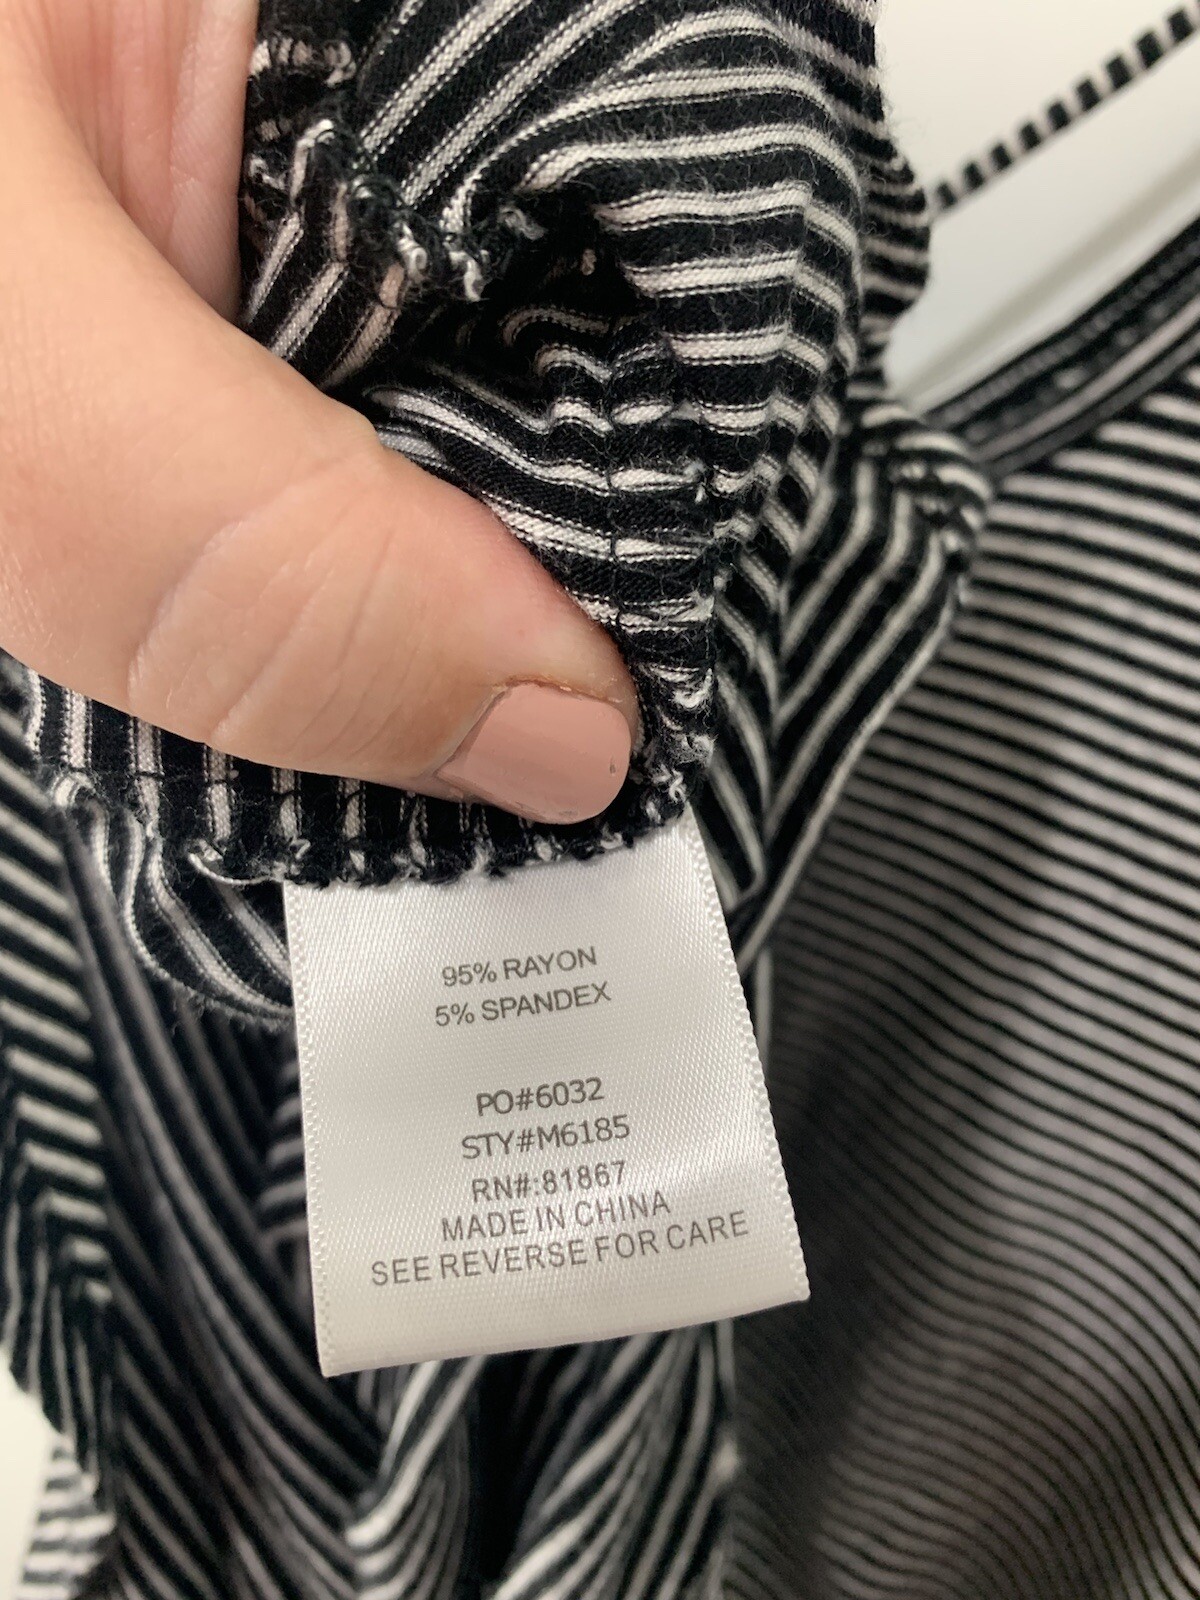 95% RAYON
5% SPANDEX
PO#6032
STY#M6185
RN#:81867
MADE IN CHINA
SEE REVERSE FOR CARE